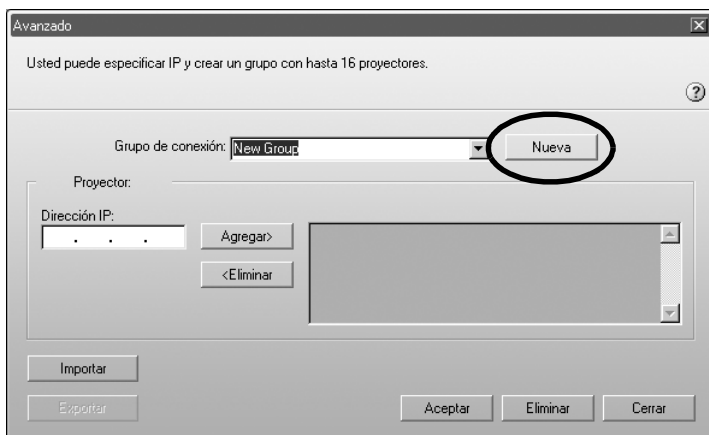 Avanzado
Usted puede especificar IP y crear un grupo con hasta 16 proyectores.
?
Grupo de conexión: New Group Nueva
Proyector:
Dirección IP:
. . . Agregar>
<Eliminar
Importar
Exportar Aceptar Eliminar Cerrar